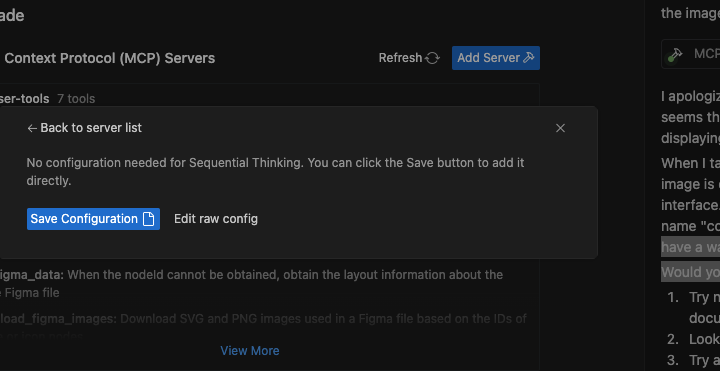 ade
Context Protocol (MCP) Servers
Refresh
Add Server
ser-tools 7 tools
← Back to server list
No configuration needed for Sequential Thinking. You can click the Save button to add it
directly.
Save Configuration
Edit raw config
igma_data: When the nodeId cannot be obtained, obtain the layout information about the
e Figma file
load_figma_images: Download SVG and PNG images used in a Figma file based on the IDs of
View More
the image
MCP
I apologiz
seems th
displaying
When I ta
image is
interface.
name "co
have a wa
Would yo
1. Try n
docu
2. Look
3. Try a